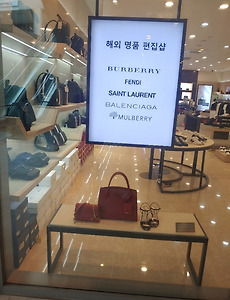 해외 명품 편집샵
BURBERRY
FENDI
SAINT LAURENT
BALENCIAGA
MULBERRY